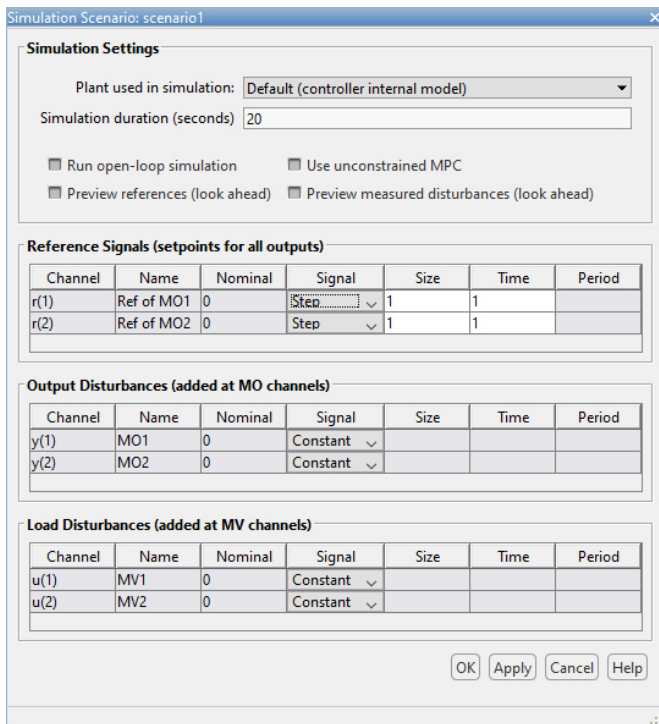 Simulation Scenario: scenario1
Simulation Settings
Plant used in simulation: Default (controller internal model)
Simulation duration (seconds) 20
Run open-loop simulation Use unconstrained MPC
Preview references (look ahead) Preview measured disturbances (look ahead)
Reference Signals (setpoints for all outputs)
Channel Name Nominal Signal Size Time Period
r(1) Ref of MO1 0 Step 1 1
r(2) Ref of MO2 0 Step 1 1
Output Disturbances (added at MO channels)
Channel Name Nominal Signal Size Time Period
y(1) MO1 0 Constant
y(2) MO2 0 Constant
Load Disturbances (added at MV channels)
Channel Name Nominal Signal Size Time Period
u(1) MV1 0 Constant
u(2) MV2 0 Constant
OK Apply Cancel Help